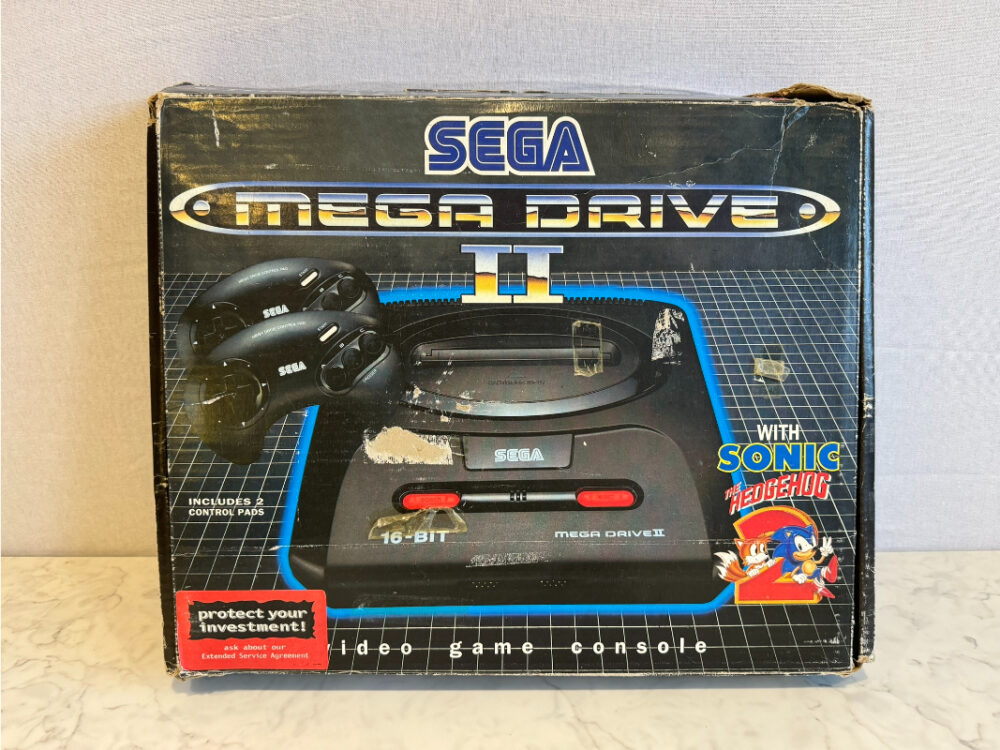 SEGA
MEGA DRIVE
II
SEGA
SEGA
WITH
SONIC
THE
HEDGEHOG
2
SEGA
INCLUDES 2
CONTROL PADS
16-BIT
MEGA DRIVE II
protect your
investment!
ask about our
Extended Service Agreement
video game console